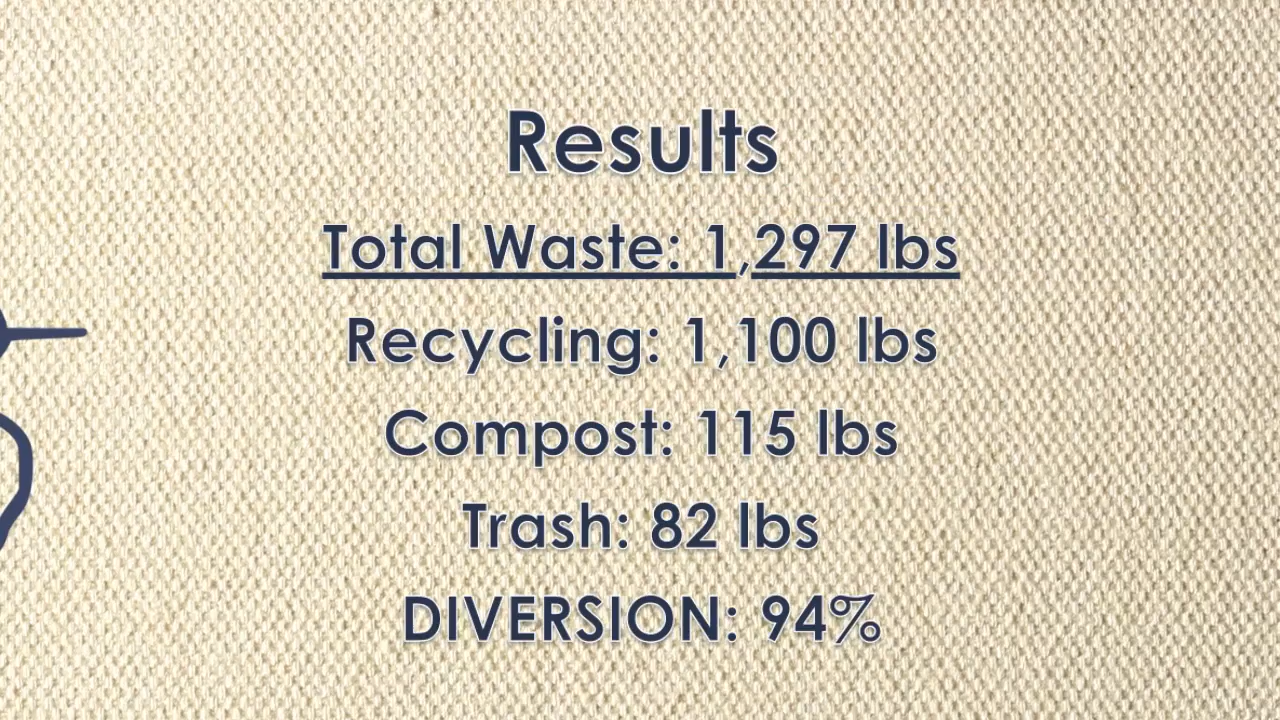 Results
Total Waste: 1,297 lbs
Recycling: 1,100 lbs
Compost: 115 lbs
Trash: 82 lbs
DIVERSION: 94%